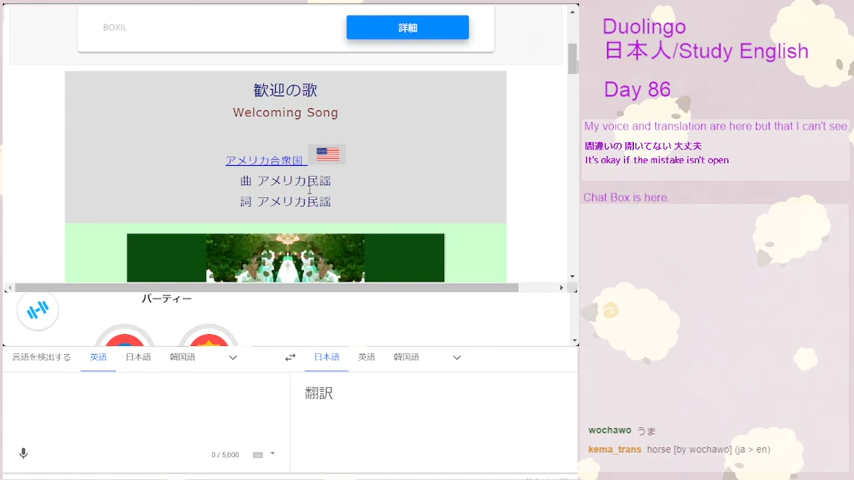 BOXIL
詳細
歓迎の歌
Welcoming Song
アメリカ合衆国
曲 アメリカ民謡
詞 アメリカ民謡
パーティー
言語を検出する 英語 日本語 韓国語
日本語 英語 韓国語
翻訳
0 / 5,000
Duolingo
日本人/Study English
Day 86
My voice and translation are here but that I can't see
間違いの 開いてない 大丈夫
It's okay if the mistake isn't open
Chat Box is here.
wochawo うま
kema_trans horse [by wochawo] (ja > en)